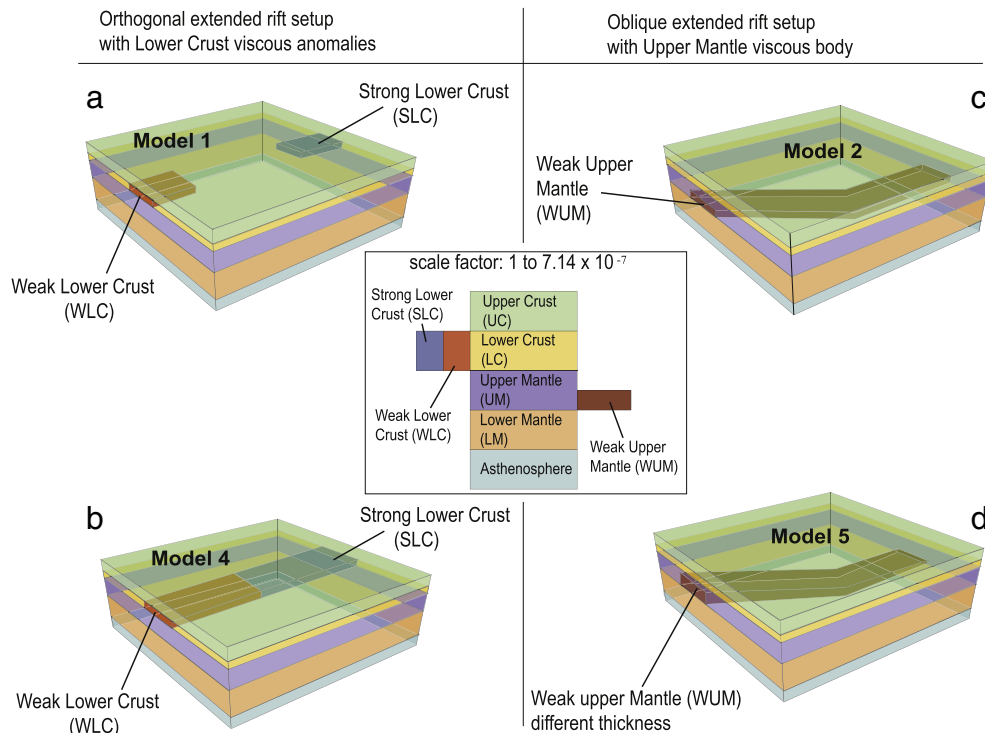 Orthogonal extended rift setup
with Lower Crust viscous anomalies
Oblique extended rift setup
with Upper Mantle viscous body
a
Strong Lower Crust
(SLC)
Model 1
Weak Lower Crust
(WLC)
c
Model 2
Weak Upper
Mantle
(WUM)
scale factor: 1 to 7.14 x 10 -7
Strong Lower
Crust (SLC)
Upper Crust
(UC)
Lower Crust
(LC)
Upper Mantle
(UM)
Weak Lower
Crust (WLC)
Lower Mantle
(LM)
Weak Upper
Mantle (WUM)
Asthenosphere
b
Strong Lower Crust
(SLC)
Model 4
Weak Lower Crust
(WLC)
d
Model 5
Weak upper Mantle (WUM)
different thickness